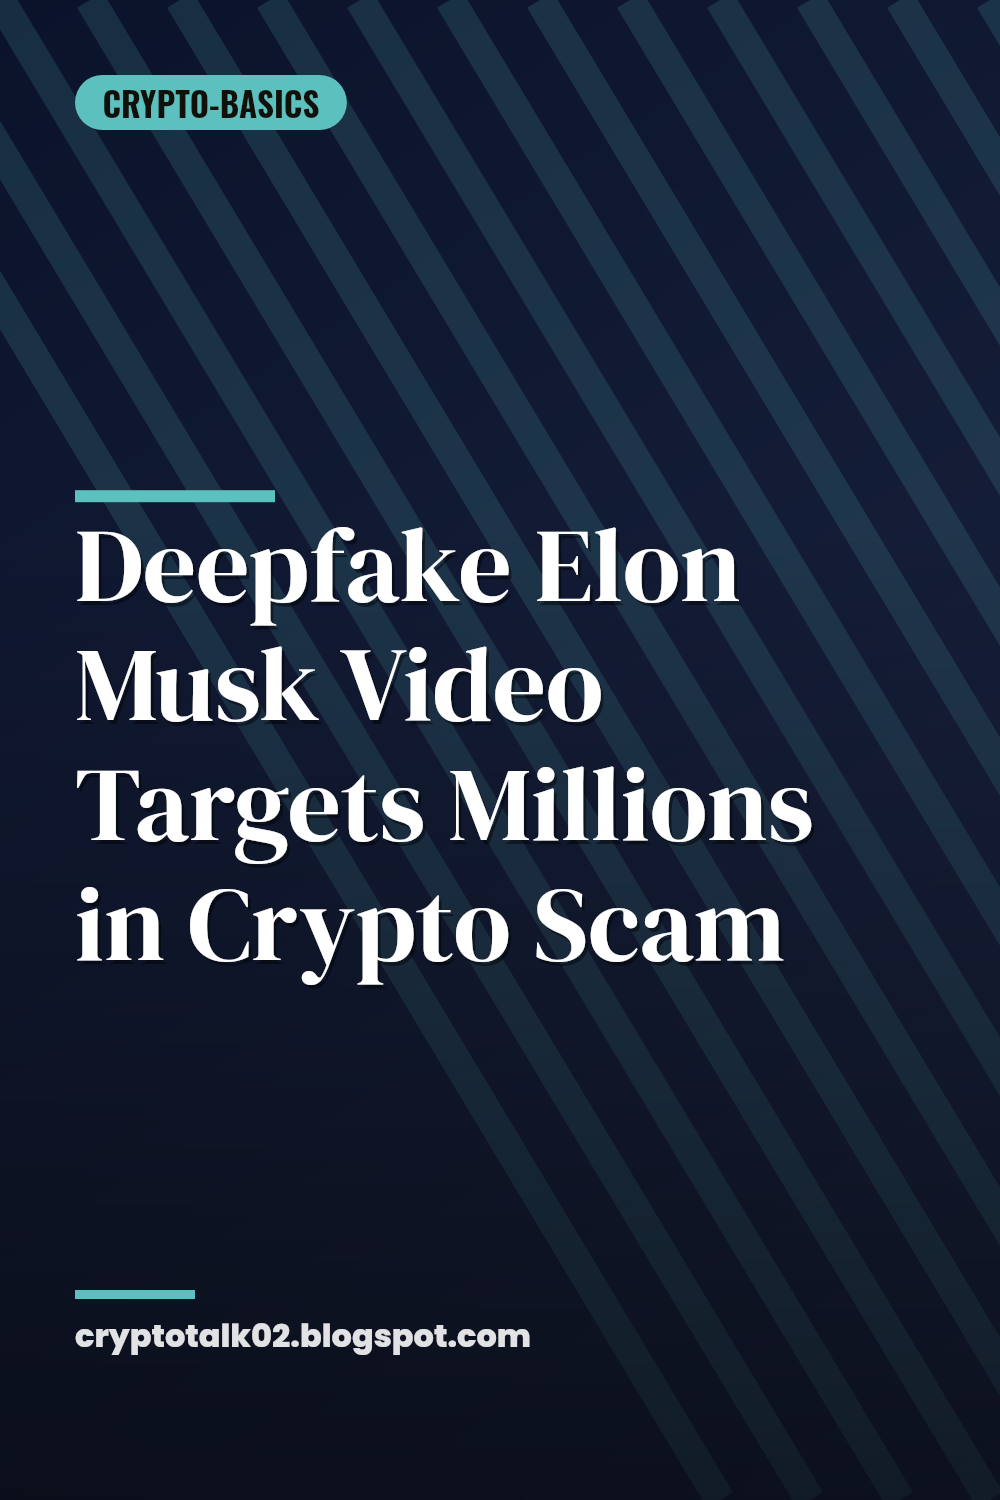 CRYPTO-BASICS
Deepfake Elon
Musk Video
Targets Millions
in Crypto Scam
cryptotalk02.blogspot.com